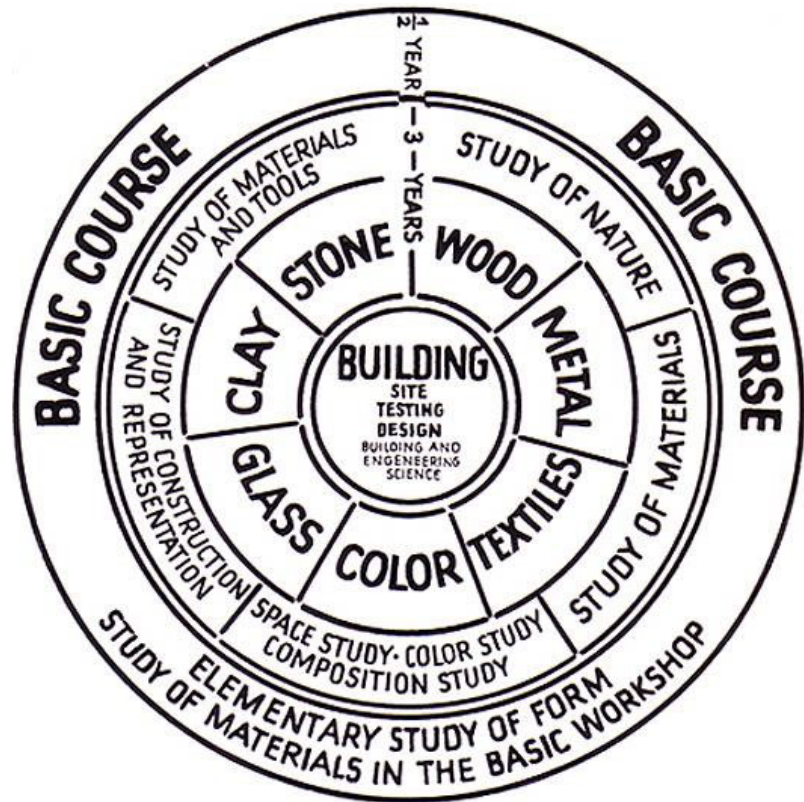 ½ YEAR
BASIC COURSE
BASIC COURSE
ELEMENTARY STUDY OF FORM
STUDY OF MATERIALS IN THE BASIC WORKSHOP
3 YEARS
STUDY OF NATURE
STUDY OF MATERIALS
SPACE STUDY · COLOR STUDY
COMPOSITION STUDY
STUDY OF CONSTRUCTION
AND REPRESENTATION
STUDY OF MATERIALS
AND TOOLS
WOOD
METAL
TEXTILES
COLOR
GLASS
CLAY
STONE
BUILDING
SITE
TESTING
DESIGN
BUILDING AND
ENGENEERING
SCIENCE